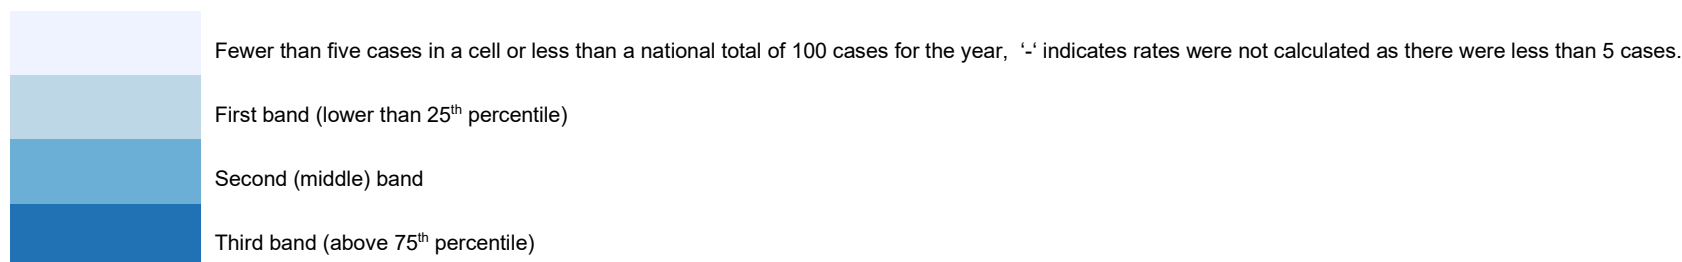 Fewer than five cases in a cell or less than a national total of 100 cases for the year,  ‘-‘ indicates rates were not calculated as there were less than 5 cases.
First band (lower than 25th percentile)
Second (middle) band
Third band (above 75th percentile)